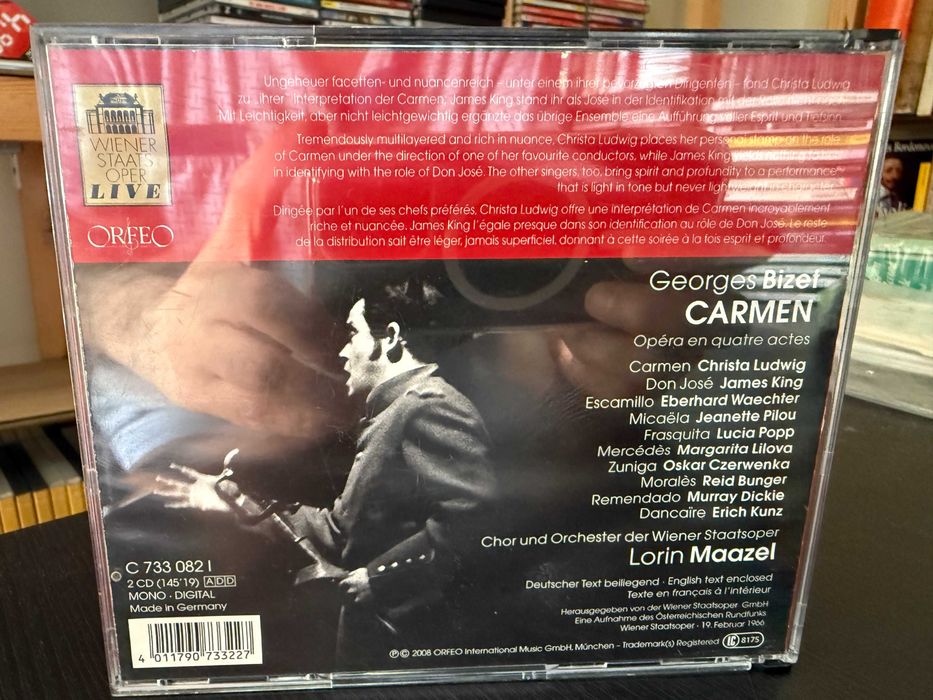 WIENER
STAATS
OPER
LIVE
ORFEO
Ungeheuer facetten- und nuancenreich – unter einem ihrer bevorzugten Dirigenten – fand Christa Ludwig
zu „ihrer“ Interpretation der Carmen; James King stand ihr als José in der Identifikation mit der
Mit Leichtigkeit, aber nicht leichtgewichtig ergänzte das übrige Ensemble eine Aufführung voller Esprit und Tiefsinn.
Tremendously multilayered and rich in nuance, Christa Ludwig places her personal stamp on the role
of Carmen under the direction of one of her favourite conductors, while James King
in identifying with the role of Don José. The other singers, too, bring spirit and profundity to a performance
that is light in tone but never lightweight in character.
Dirigée par l'un de ses chefs préférés, Christa Ludwig offre une interprétation de Carmen incroyablement
riche et nuancée. James King l'égale presque dans son identification au rôle de Don José. Le reste
de la distribution sait être léger, jamais superficiel, donnant à cette soirée à la fois esprit et profondeur.
Georges Bizet
CARMEN
Opéra en quatre actes
Carmen Christa Ludwig
Don José James King
Escamillo Eberhard Waechter
Micaëla Jeanette Pilou
Frasquita Lucia Popp
Mercédès Margarita Lilova
Zuniga Oskar Czerwenka
Moralès Reid Bunger
Remendado Murray Dickie
Dancaïre Erich Kunz
Chor und Orchester der Wiener Staatsoper
Lorin Maazel
Deutscher Text beiliegend · English text enclosed
Texte en français à l'intérieur
Herausgegeben von der Wiener Staatsoper GmbH
Eine Aufnahme des Österreichischen Rundfunks
Wiener Staatsoper · 19. Februar 1966
C 733 082 I
2 CD (145'19) ADD
MONO · DIGITAL
Made in Germany
4 011790 733227
℗© 2008 ORFEO International Music GmbH, München – Trademark(s) Registered LC 8175